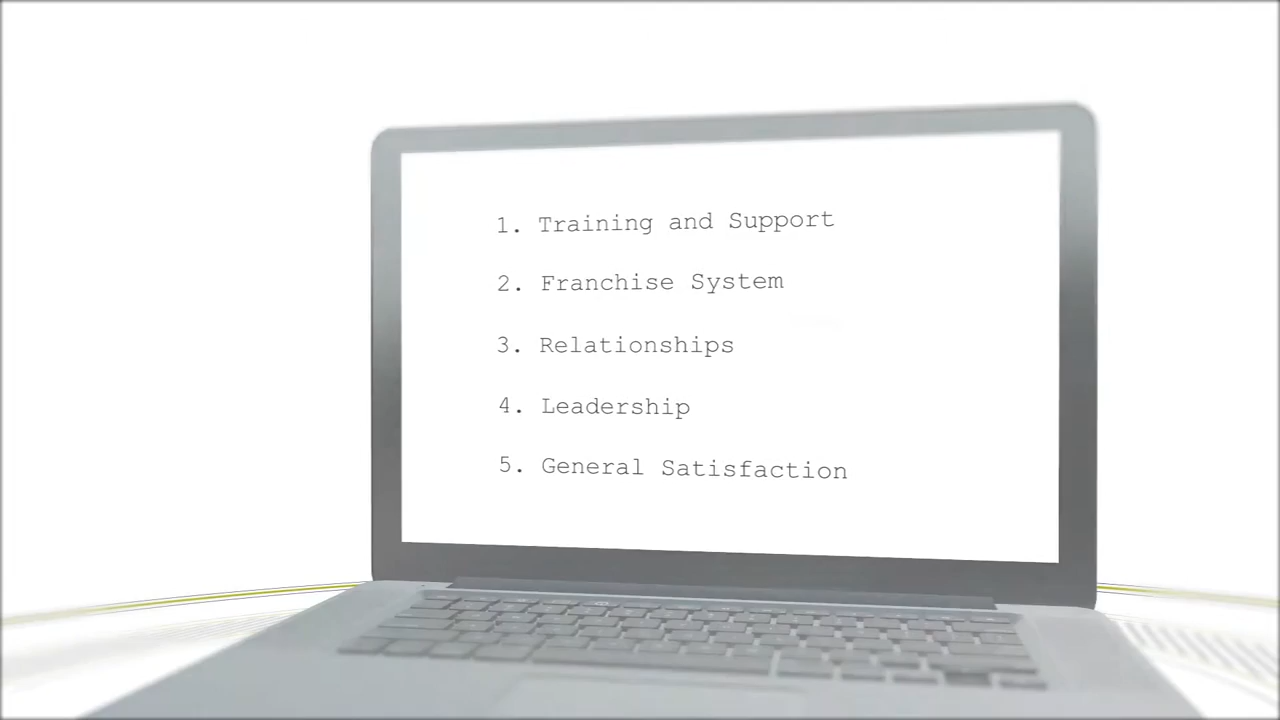 1. Training and Support
2. Franchise System
3. Relationships
4. Leadership
5. General Satisfaction